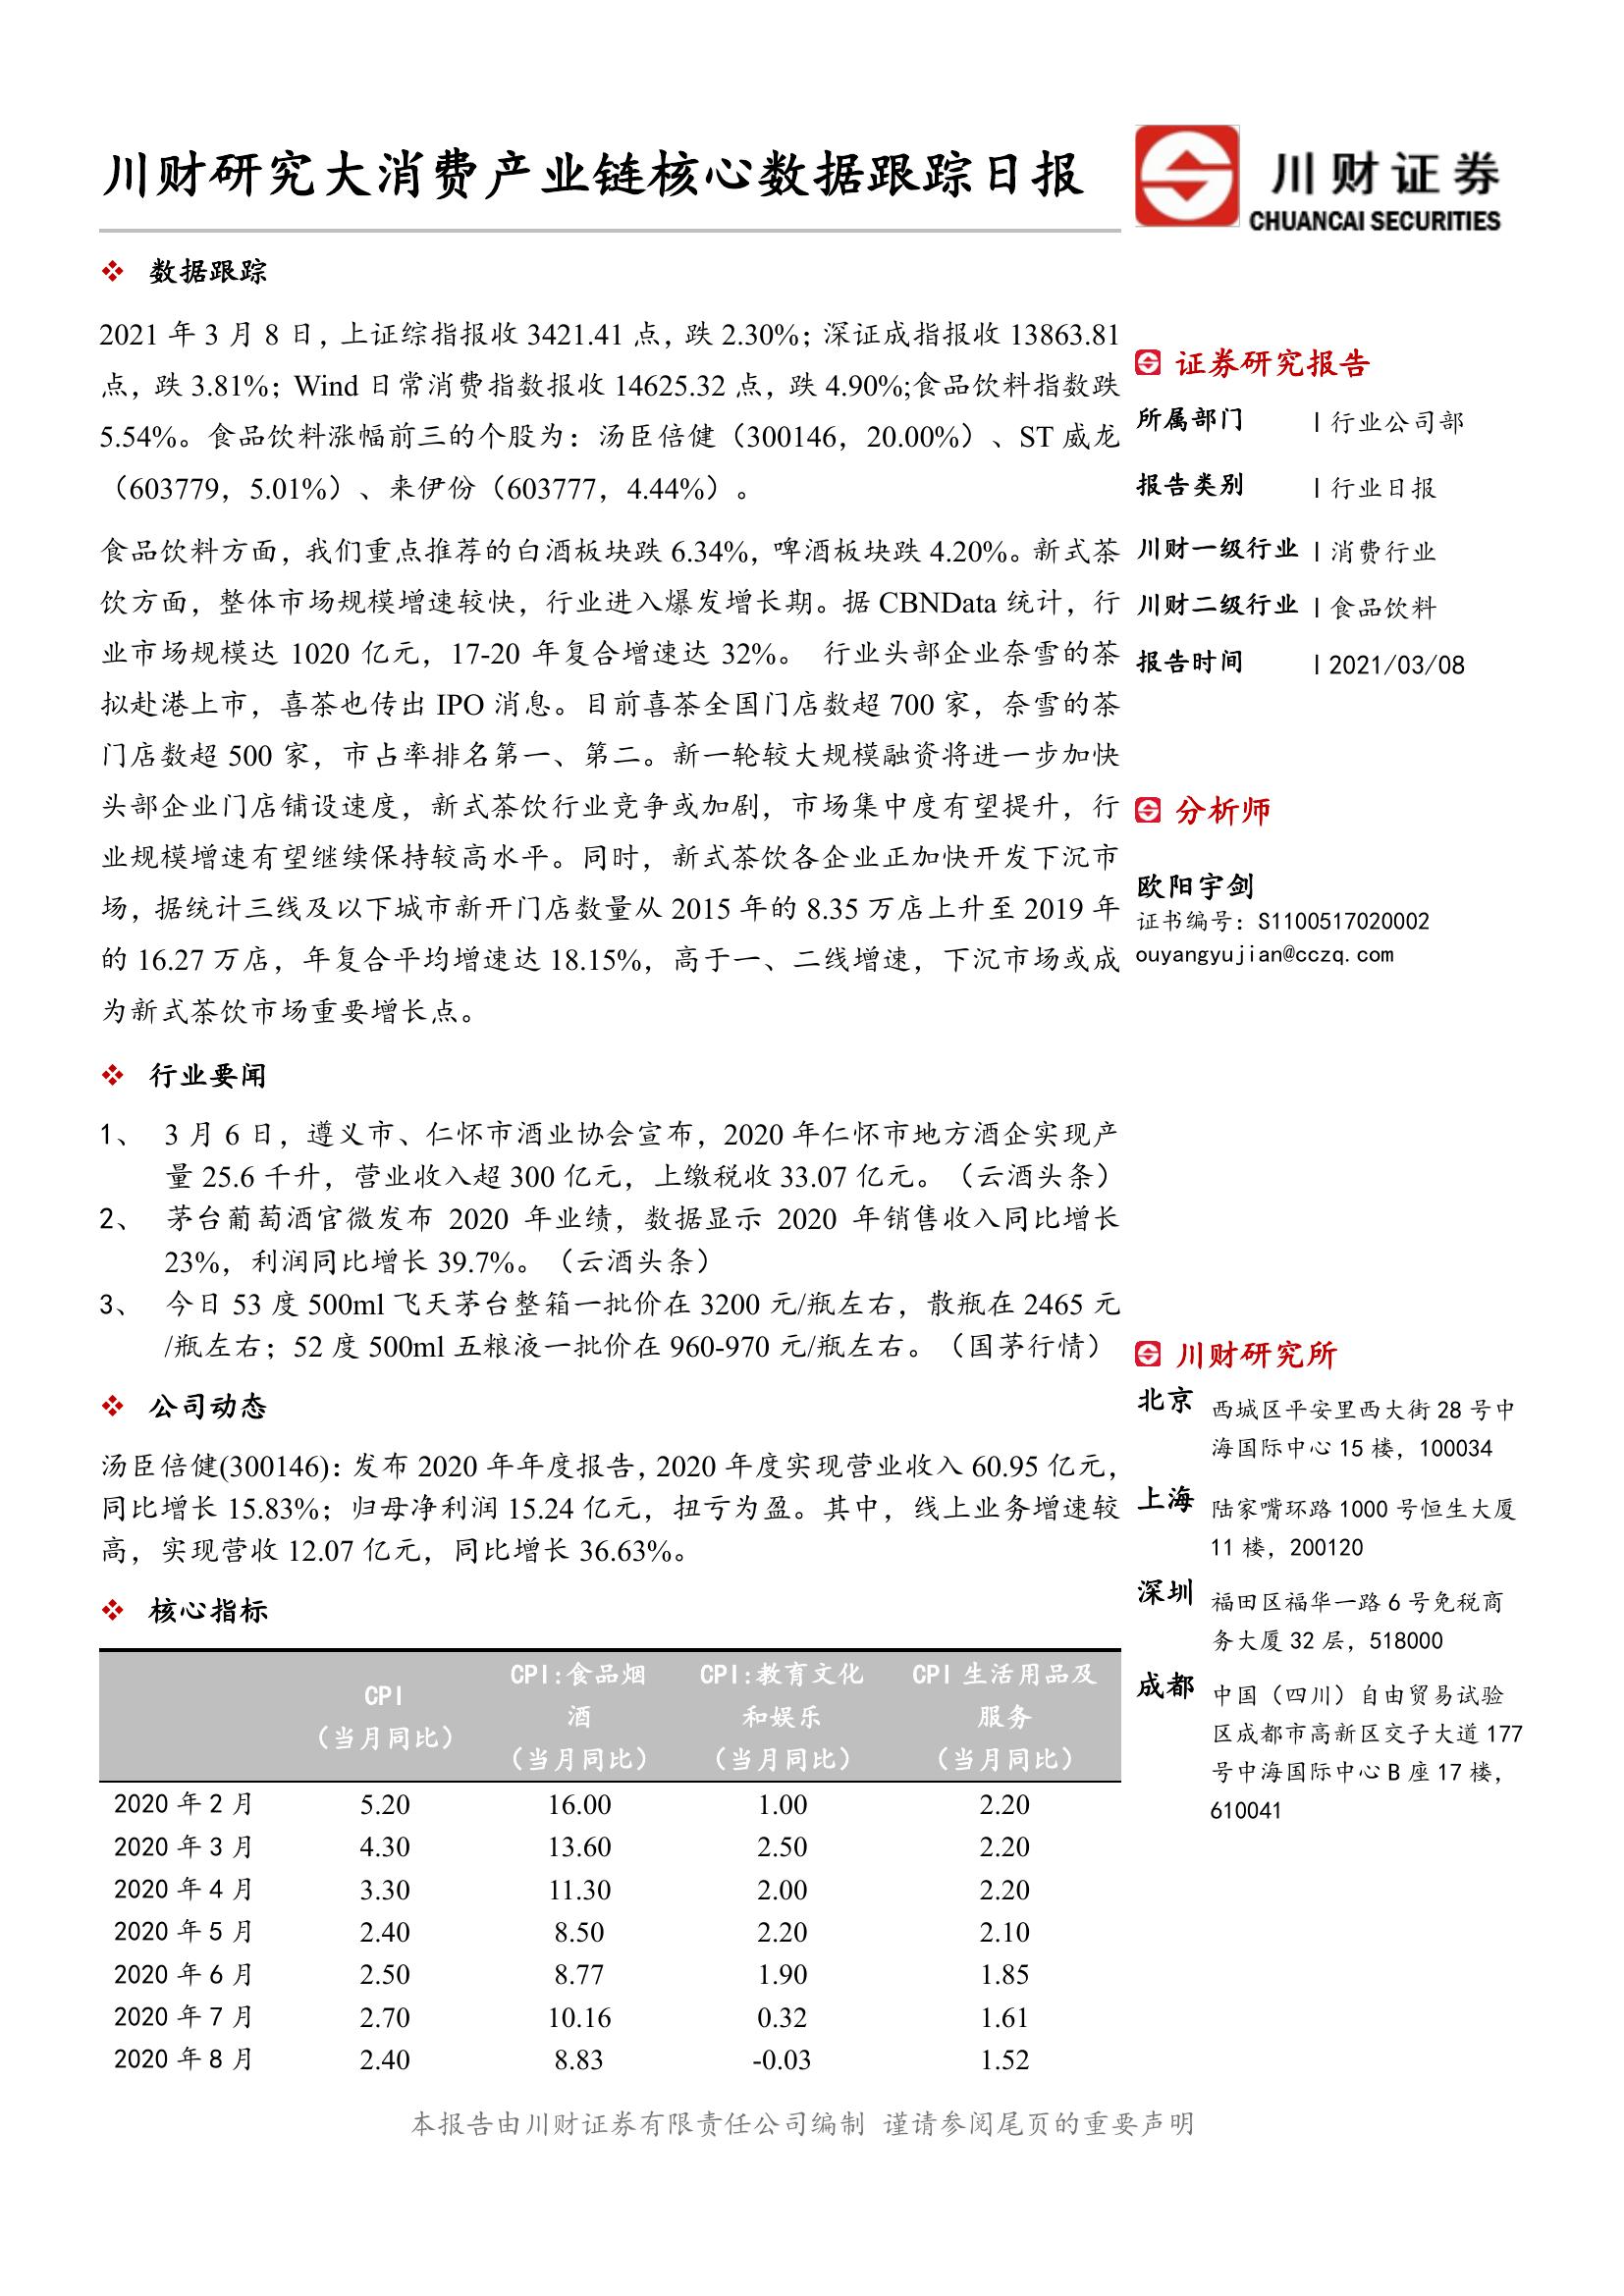 川财研究大消费产业链核心数据跟踪日报
川财证券
CHUANCAI SECURITIES
数据跟踪
2021 年 3 月 8 日，上证综指报收 3421.41 点，跌 2.30%；深证成指报收 13863.81
点，跌 3.81%；Wind 日常消费指数报收 14625.32 点，跌 4.90%;食品饮料指数跌
5.54%。食品饮料涨幅前三的个股为：汤臣倍健（300146，20.00%）、ST 威龙
（603779，5.01%）、来伊份（603777，4.44%）。
食品饮料方面，我们重点推荐的白酒板块跌 6.34%，啤酒板块跌 4.20%。新式茶
饮方面，整体市场规模增速较快，行业进入爆发增长期。据 CBNData 统计，行
业市场规模达 1020 亿元，17-20 年复合增速达 32%。 行业头部企业奈雪的茶
拟赴港上市，喜茶也传出 IPO 消息。目前喜茶全国门店数超 700 家，奈雪的茶
门店数超 500 家，市占率排名第一、第二。新一轮较大规模融资将进一步加快
头部企业门店铺设速度，新式茶饮行业竞争或加剧，市场集中度有望提升，行
业规模增速有望继续保持较高水平。同时，新式茶饮各企业正加快开发下沉市
场，据统计三线及以下城市新开门店数量从 2015 年的 8.35 万店上升至 2019 年
的 16.27 万店，年复合平均增速达 18.15%，高于一、二线增速，下沉市场或成
为新式茶饮市场重要增长点。
行业要闻
1、 3 月 6 日，遵义市、仁怀市酒业协会宣布，2020 年仁怀市地方酒企实现产
量 25.6 千升，营业收入超 300 亿元，上缴税收 33.07 亿元。（云酒头条）
2、 茅台葡萄酒官微发布 2020 年业绩，数据显示 2020 年销售收入同比增长
23%，利润同比增长 39.7%。（云酒头条）
3、 今日 53 度 500ml 飞天茅台整箱一批价在 3200 元/瓶左右，散瓶在 2465 元
/瓶左右；52 度 500ml 五粮液一批价在 960-970 元/瓶左右。（国茅行情）
公司动态
汤臣倍健(300146)：发布 2020 年年度报告，2020 年度实现营业收入 60.95 亿元，
同比增长 15.83%；归母净利润 15.24 亿元，扭亏为盈。其中，线上业务增速较
高，实现营收 12.07 亿元，同比增长 36.63%。
核心指标
CPI（当月同比） CPI:食品烟酒（当月同比） CPI:教育文化和娱乐（当月同比） CPI 生活用品及服务（当月同比）
2020 年 2 月 5.20 16.00 1.00 2.20
2020 年 3 月 4.30 13.60 2.50 2.20
2020 年 4 月 3.30 11.30 2.00 2.20
2020 年 5 月 2.40 8.50 2.20 2.10
2020 年 6 月 2.50 8.77 1.90 1.85
2020 年 7 月 2.70 10.16 0.32 1.61
2020 年 8 月 2.40 8.83 -0.03 1.52
证券研究报告
所属部门 | 行业公司部
报告类别 | 行业日报
川财一级行业 | 消费行业
川财二级行业 | 食品饮料
报告时间 | 2021/03/08
分析师
欧阳宇剑
证书编号：S1100517020002
ouyangyujian@cczq.com
川财研究所
北京 西城区平安里西大街 28 号中
海国际中心 15 楼，100034
上海 陆家嘴环路 1000 号恒生大厦
11 楼，200120
深圳 福田区福华一路 6 号免税商
务大厦 32 层，518000
成都 中国（四川）自由贸易试验
区成都市高新区交子大道 177
号中海国际中心 B 座 17 楼，
610041
本报告由川财证券有限责任公司编制 谨请参阅尾页的重要声明